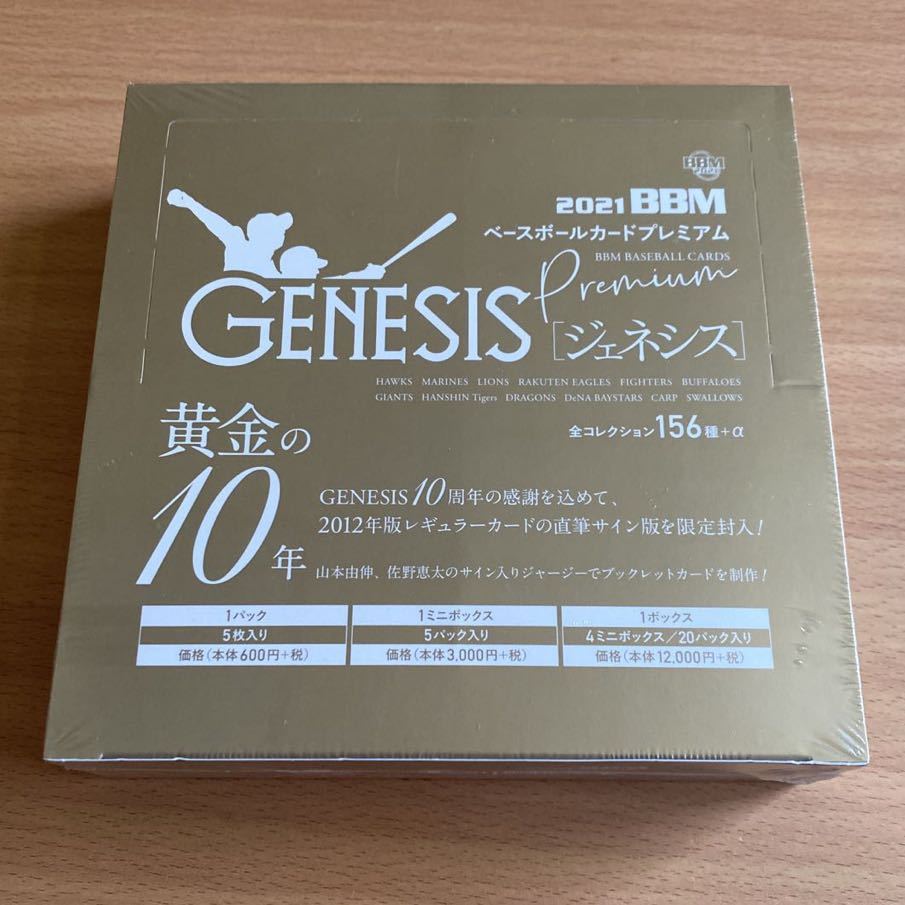 BBM
2021
2021 BBM
ベースボールカードプレミアム
BBM BASEBALL CARDS
Premium
GENESIS
[ジェネシス]
HAWKS MARINES LIONS RAKUTEN EAGLES FIGHTERS BUFFALOES
GIANTS HANSHIN Tigers DRAGONS DeNA BAYSTARS CARP SWALLOWS
全コレクション156種+α
黄金の
10年
GENESIS 10周年の感謝を込めて、
2012年版レギュラーカードの直筆サイン版を限定封入!
山本由伸、佐野恵太のサイン入りジャージーでブックレットカードを制作!
1パック
5枚入り
価格(本体600円+税)
1ミニボックス
5パック入り
価格(本体3,000円+税)
1ボックス
4ミニボックス/20パック入り
価格(本体12,000円+税)